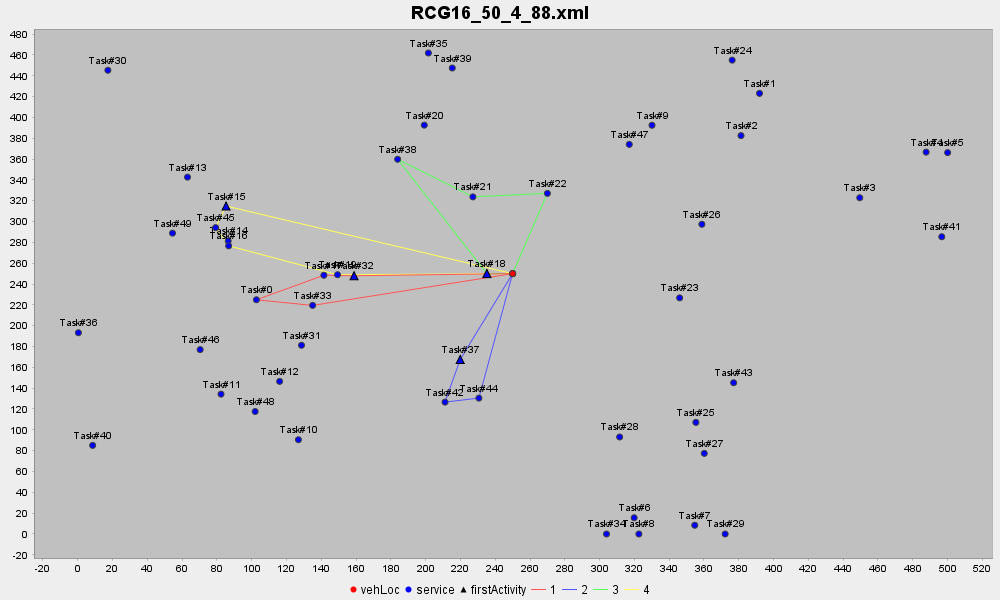 RCG16_50_4_88.xml
480
460
440
420
400
380
360
340
320
300
280
260
240
220
200
180
160
140
120
100
80
60
40
20
0
-20
Task#35
Task#24
Task#39
Task#30
Task#1
Task#20
Task#9
Task#2
Task#47
Task#38
Task#5
Task#13
Task#21
Task#22
Task#3
Task#15
Task#45
Task#26
Task#49
Task#14
Task#16
Task#41
Task#18
Task#32
Task#0
Task#33
Task#23
Task#36
Task#46
Task#31
Task#37
Task#12
Task#43
Task#11
Task#42
Task#44
Task#48
Task#25
Task#10
Task#28
Task#40
Task#27
Task#6
Task#7
Task#34
Task#8
Task#29
-20 0 20 40 60 80 100 120 140 160 180 200 220 240 260 280 300 320 340 360 380 400 420 440 460 480 500 520
vehLoc service firstActivity 1 2 3 4